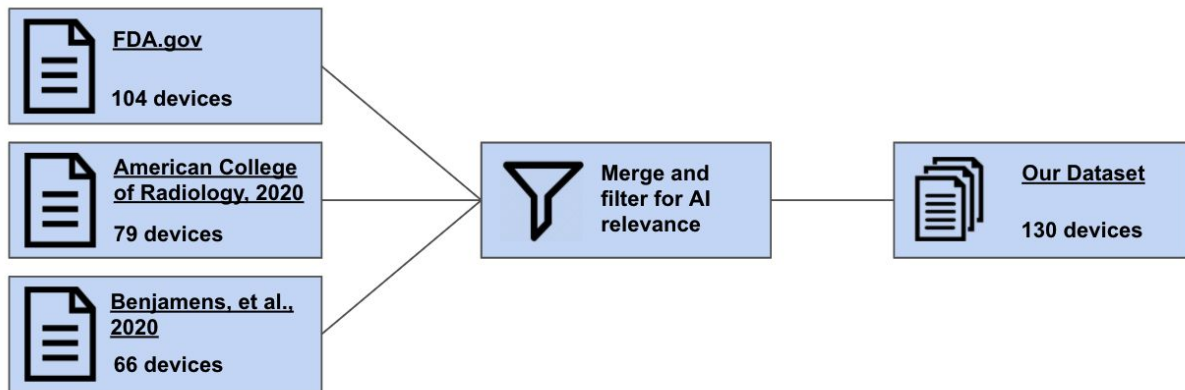 FDA.gov
104 devices
American College
of Radiology, 2020
79 devices
Benjamens, et al.,
2020
66 devices
Merge and
filter for AI
relevance
Our Dataset
130 devices